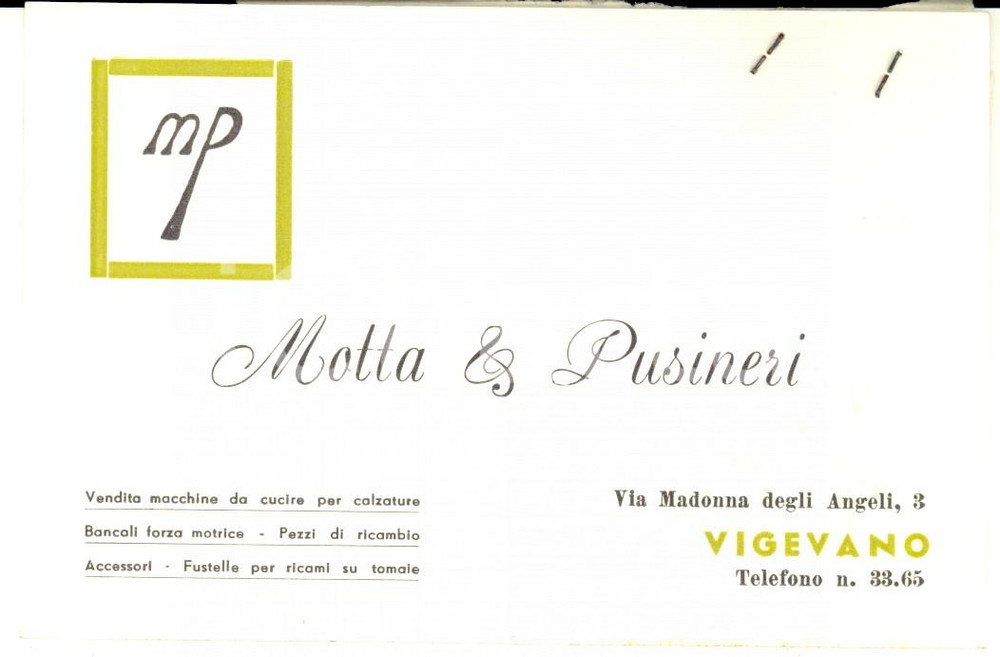 mp
Motta & Pusineri
Vendita macchine da cucire per calzature
Bancali forza motrice - Pezzi di ricambio
Accessori - Fustelle per ricami su tomaie
Via Madonna degli Angeli, 3
VIGEVANO
Telefono n. 33.65